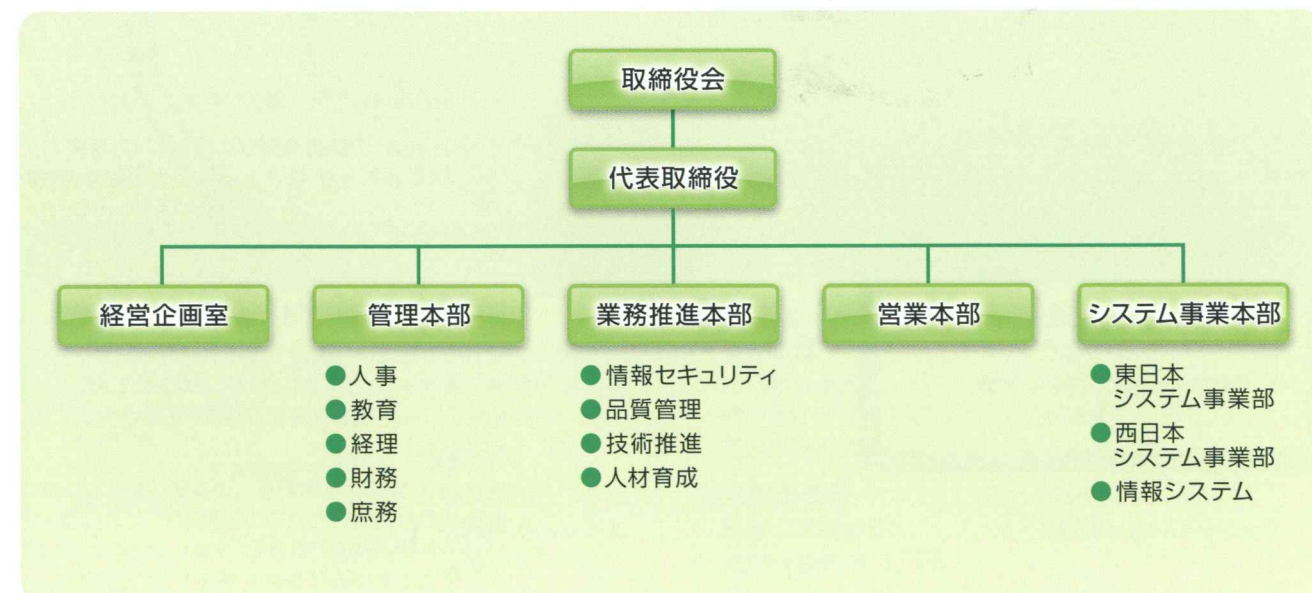 取締役会
代表取締役
経営企画室
管理本部
●人事
●教育
●経理
●財務
●庶務
業務推進本部
●情報セキュリティ
●品質管理
●技術推進
●人材育成
営業本部
システム事業本部
●東日本
システム事業部
●西日本
システム事業部
●情報システム